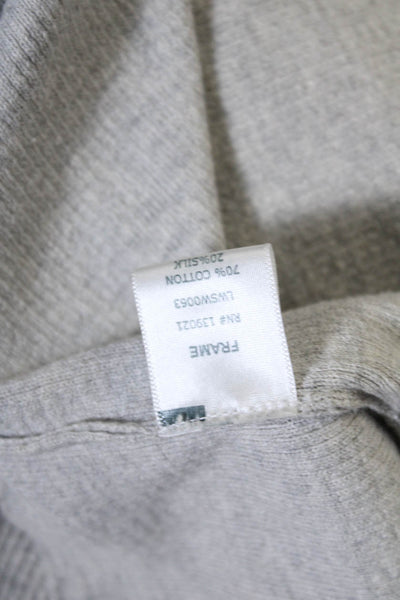 FRAME
RN# 139021
LWSW0063
70% COTTON
20%SILK